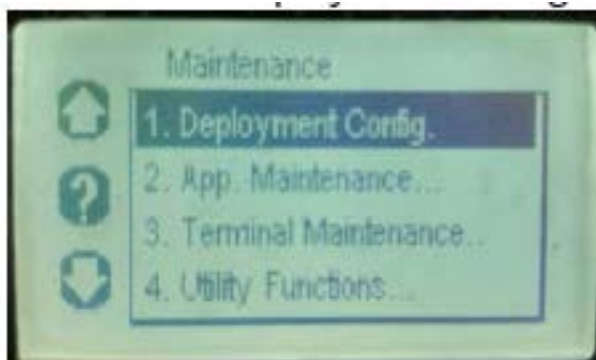 Maintenance
1. Deployment Config.
2. App. Maintenance...
3. Terminal Maintenance...
4. Utility Functions...
?